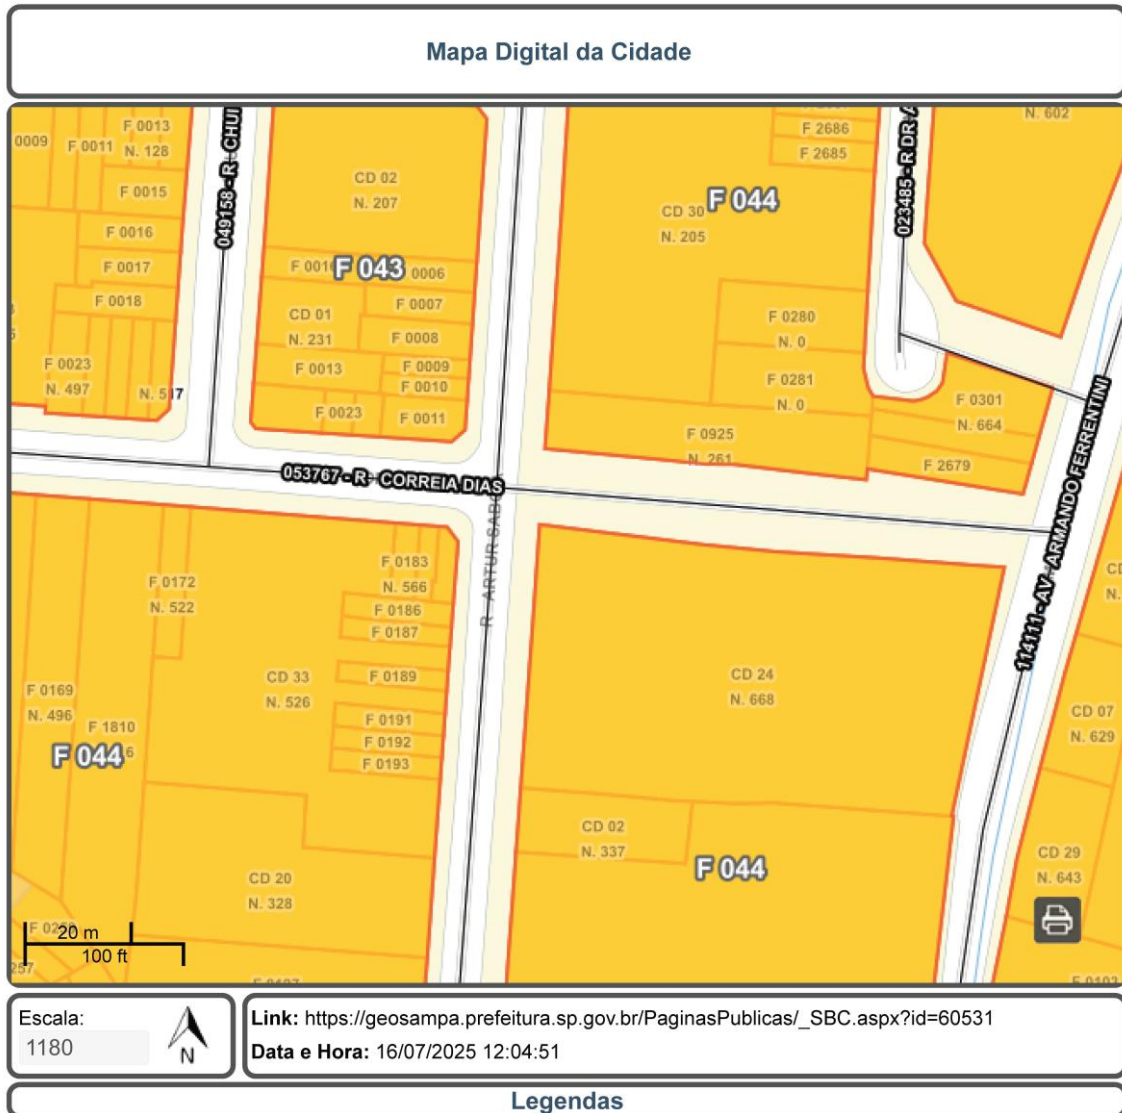 Mapa Digital da Cidade
0009
F 0011
F 0013
N. 128
F 0015
F 0016
F 0017
F 0018
F 0023
N. 497
N. 517
049158 - R CHUI
CD 02
N. 207
F 043
0006
F 0007
CD 01
N. 231
F 0008
F 0013
F 0009
F 0010
F 0023
F 0011
F 2686
F 2685
CD 30
N. 205
F 044
F 0280
N. 0
F 0281
N. 0
F 0925
N. 261
023485 - R DR
N. 602
F 0301
N. 664
F 2679
114111 - AV ARMANDO FERRENTINI
053767 - R CORREIA DIAS
R ARTUR SABO
F 0172
N. 522
F 0183
N. 566
F 0186
F 0187
F 0189
F 0191
F 0192
F 0193
CD 33
N. 526
F 0169
N. 496
F 1810
6
F 044
CD 20
N. 328
CD 24
N. 668
CD 02
N. 337
F 044
CD 07
N. 629
CD 29
N. 643
257
20 m
100 ft
Escala:
1180
N
Link: https://geosampa.prefeitura.sp.gov.br/PaginasPublicas/_SBC.aspx?id=60531
Data e Hora: 16/07/2025 12:04:51
Legendas